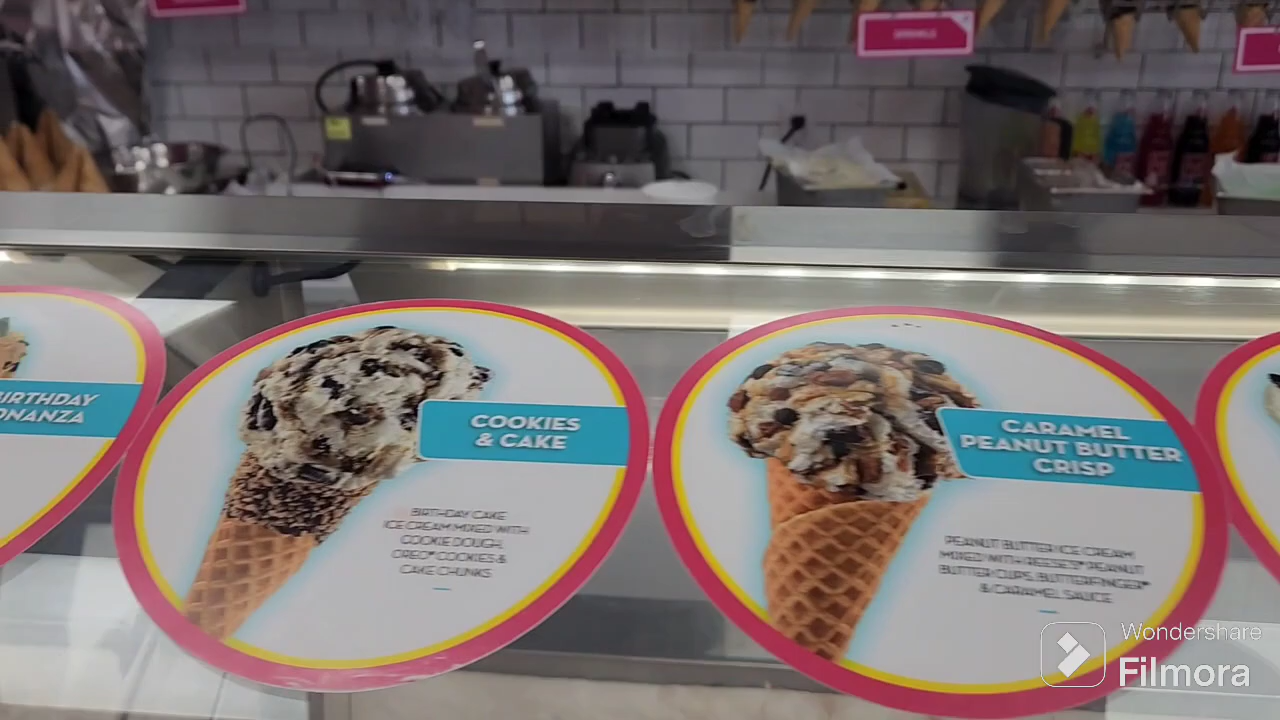 BIRTHDAY
ONANZA
COOKIES
& CAKE
BIRTHDAY CAKE
ICE CREAM MIXED WITH
COOKIE DOUGH,
OREO® COOKIES &
CAKE CHUNKS
CARAMEL
PEANUT BUTTER
CRISP
PEANUT BUTTER ICE CREAM
MIXED WITH REESE'S® PEANUT
BUTTER CUPS, BUTTERFINGER®
& CARAMEL SAUCE
Wondershare
Filmora